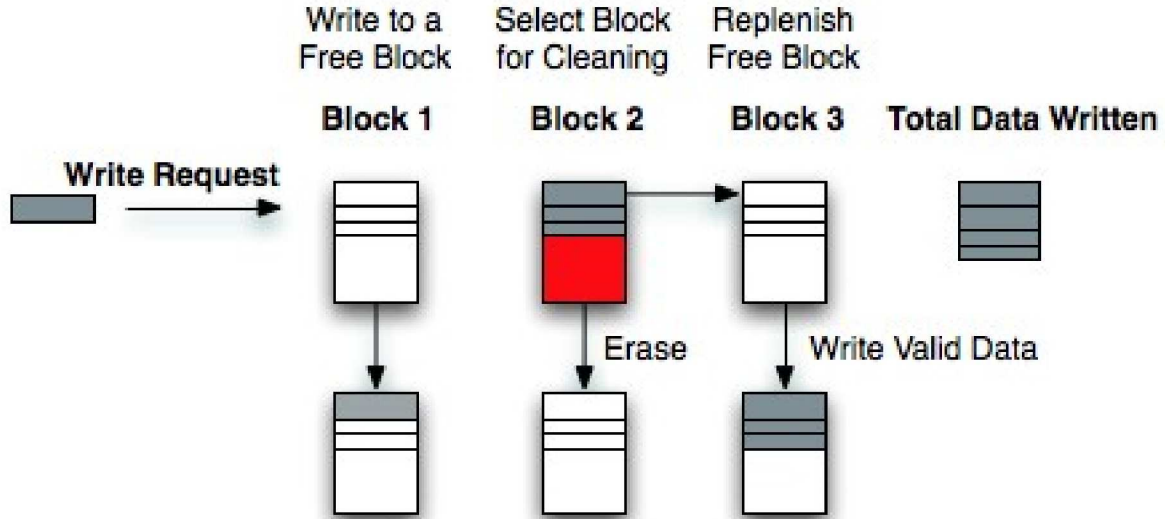 Write to a
Free Block
Select Block
for Cleaning
Replenish
Free Block
Block 1
Block 2
Block 3
Total Data Written
Write Request
Erase
Write Valid Data